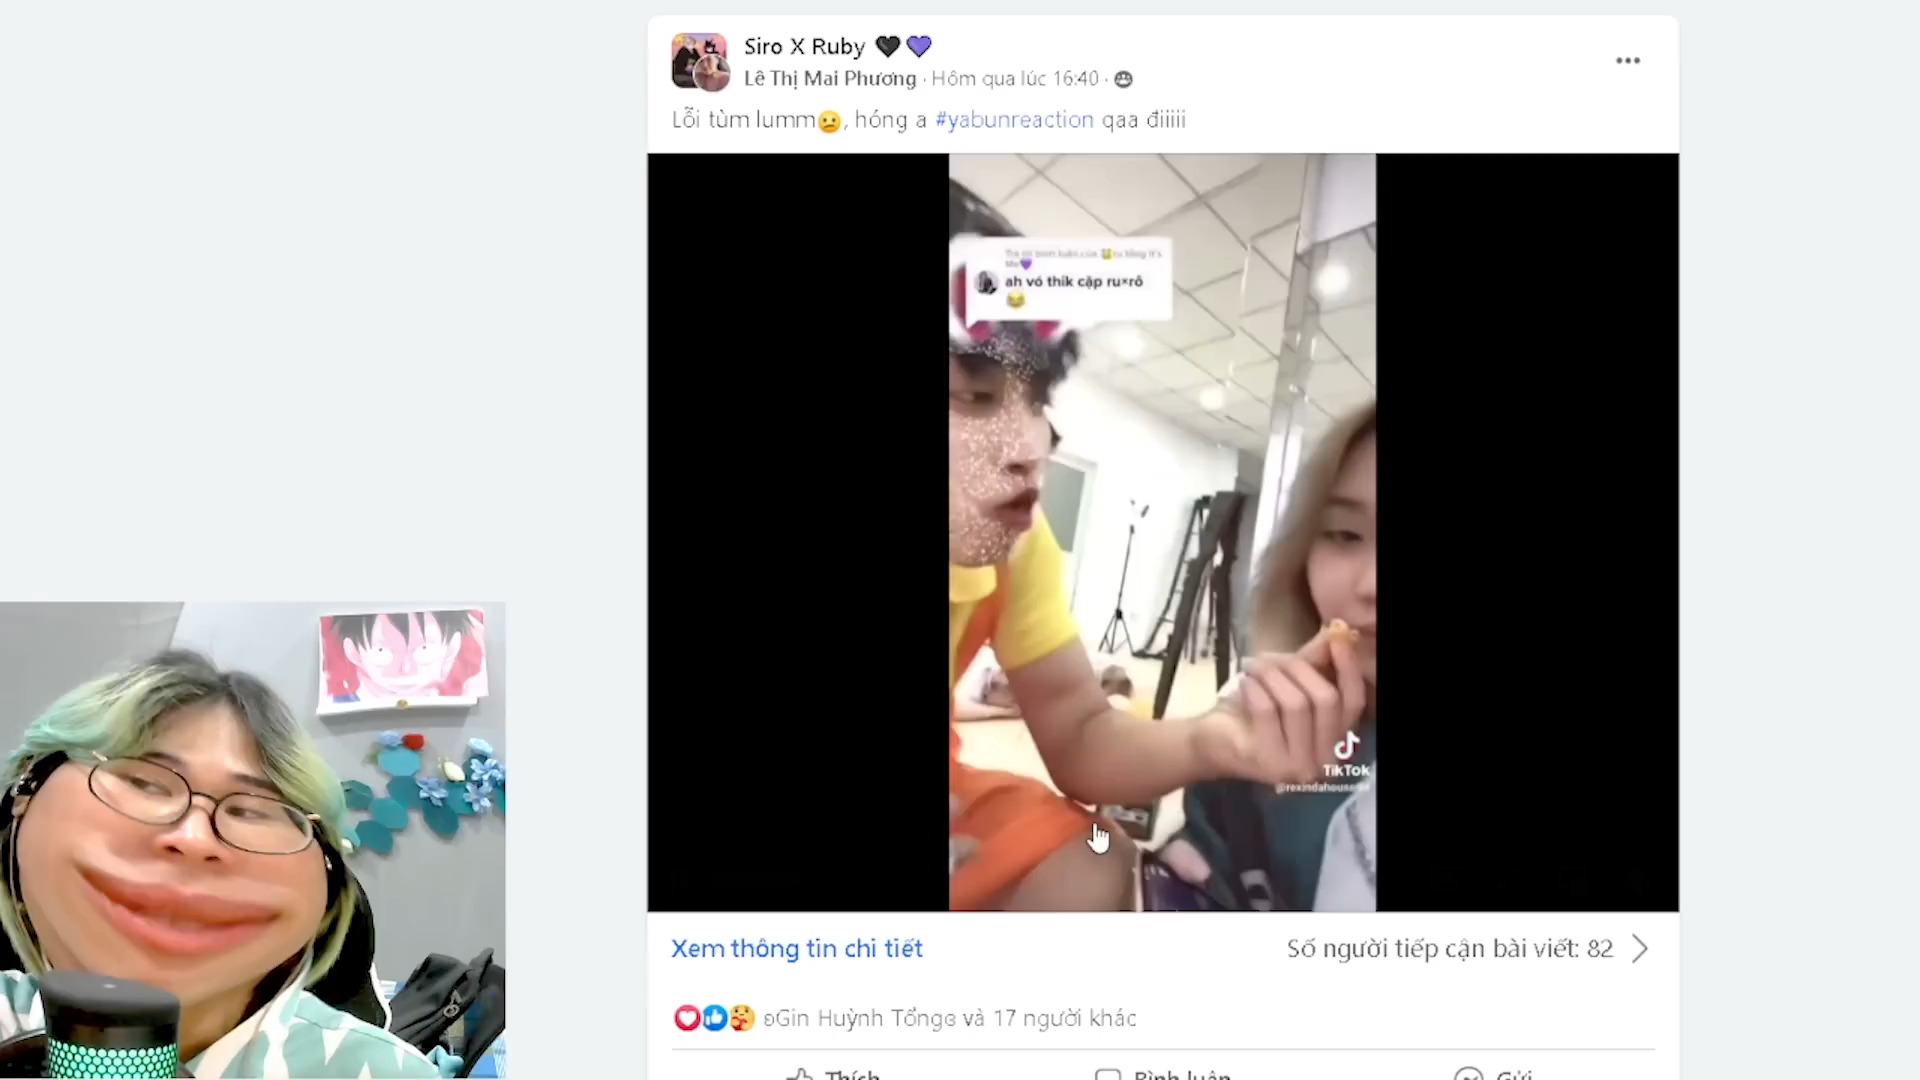 Siro X Ruby 🖤💜
Lê Thị Mai Phương · Hôm qua lúc 16:40 ·
Lỗi tùm lumm😕, hóng a #yabunreaction qaa điiiii
ah vó thík cặp ru×rô
😂
TikTok
Xem thông tin chi tiết
Số người tiếp cận bài viết: 82
ʚGin Huỳnh Tổngɞ và 17 người khác
Thích
Bình luận
Gửi